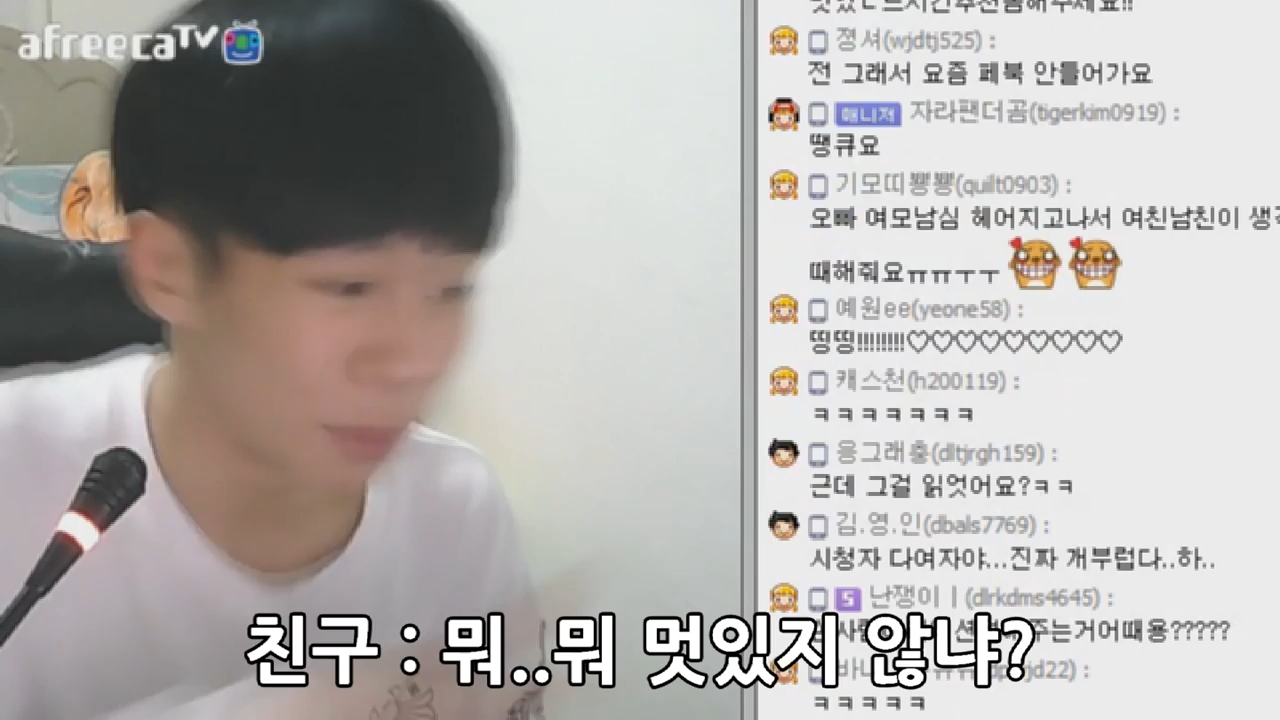 afreecaTV
졍셔(wjdtj525) :
전 그래서 요즘 페북 안들어가요
매니저 자라팬더곰(tigerkim0919) :
땡큐요
기모띠뿅뿅(quilt0903) :
오빠 여모남심 헤어지고나서 여친남친이
때해줘요ㅠㅠㅜㅜ
예원ee(yeone58) :
띵띵!!!!!!!!♡♡♡♡♡♡♡♡♡
캐스천(h200119) :
ㅋㅋㅋㅋㅋㅋㅋ
응그래충(dltjrgh159) :
근데 그걸 읽엇어요?ㅋㅋ
김.영.인(dbals7769) :
시청자 다여자야...진짜 개부럽다..하..
S 난쟁이ㅣ(dlrkdms4645) :
주는거어때용?????
친구 : 뭐..뭐 멋있지 않냐?
ㅋㅋㅋㅋㅋ